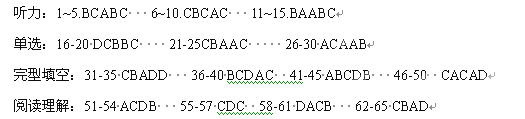 听力：1~5.BCABC 6~10.CBCAC 11~15.BAABC
单选：16-20 DCBBC 21-25CBAAC 26-30 ACAAB
完型填空：31-35 CBADD 36-40 BCDAC 41-45 ABCDB 46-50 CACAD
阅读理解：51-54 ACDB 55-57 CDC 58-61 DACB 62-65 CBAD